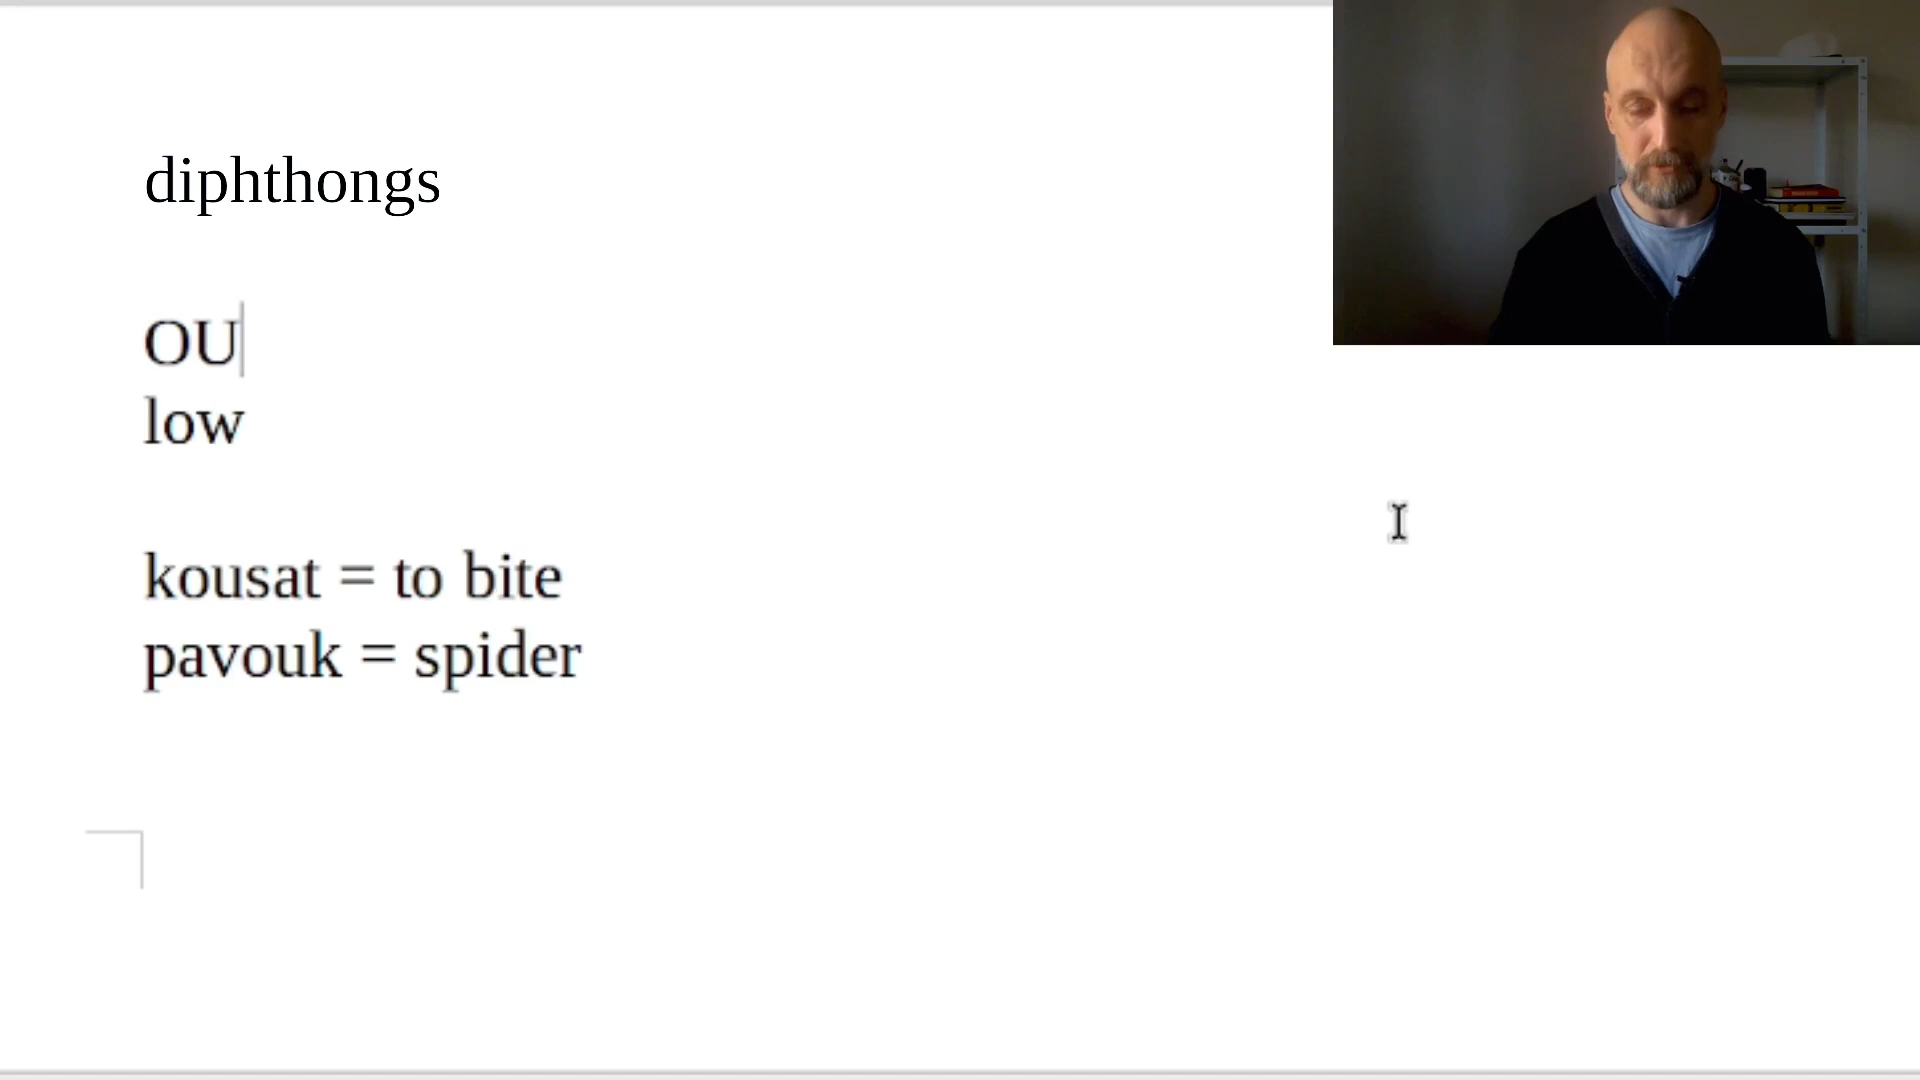 diphthongs
OU
low
kousat = to bite
pavouk = spider